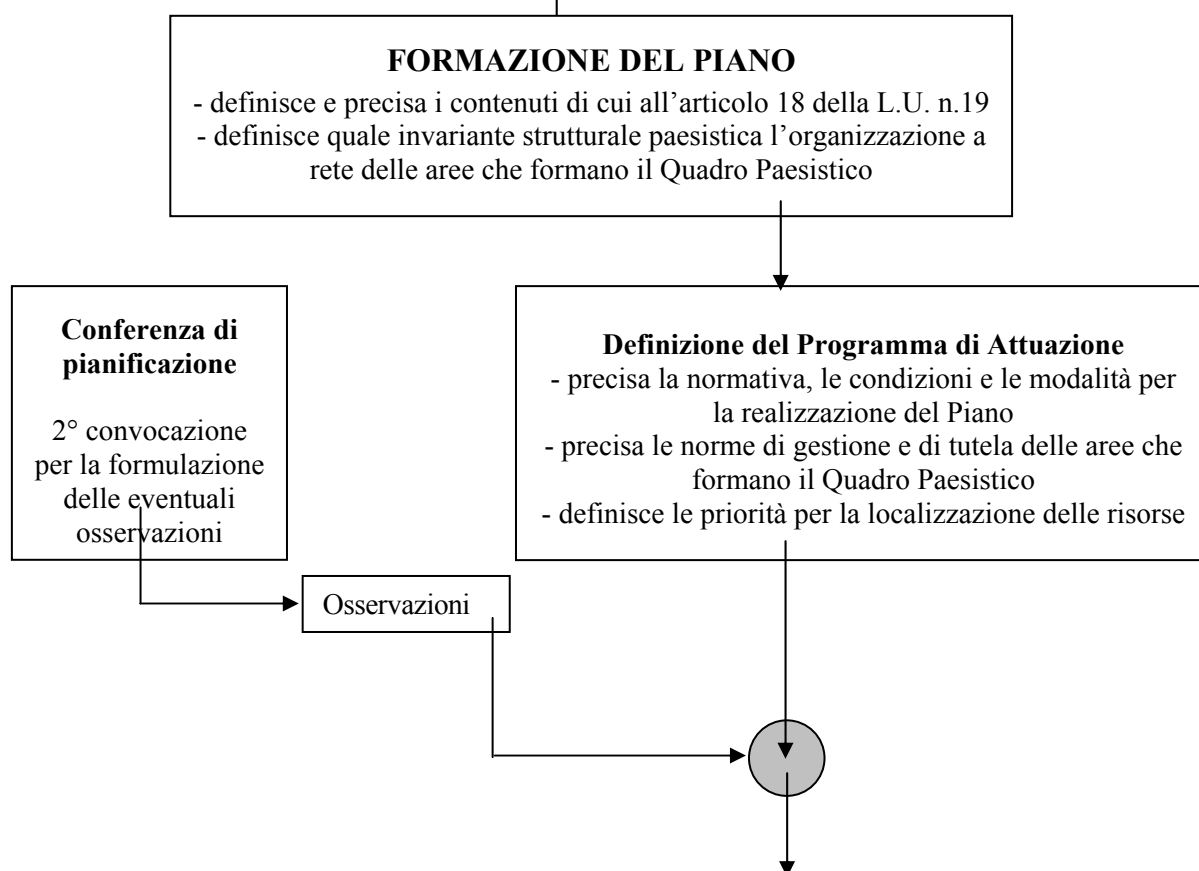 FORMAZIONE DEL PIANO
- definisce e precisa i contenuti di cui all’articolo 18 della L.U. n.19
- definisce quale invariante strutturale paesistica l’organizzazione a
rete delle aree che formano il Quadro Paesistico
Conferenza di
pianificazione
2° convocazione
per la formulazione
delle eventuali
osservazioni
Definizione del Programma di Attuazione
- precisa la normativa, le condizioni e le modalità per
la realizzazione del Piano
- precisa le norme di gestione e di tutela delle aree che
formano il Quadro Paesistico
- definisce le priorità per la localizzazione delle risorse
Osservazioni